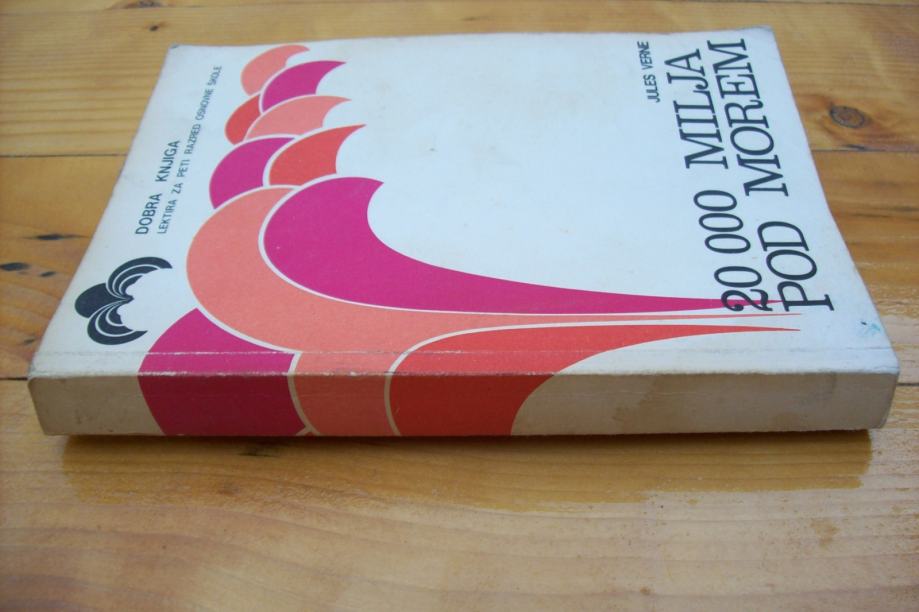 DOBRA KNJIGA
LEKTIRA ZA PETI RAZRED OSNOVNE ŠKOLE
JULES VERNE
20 000 MILJA
POD MOREM